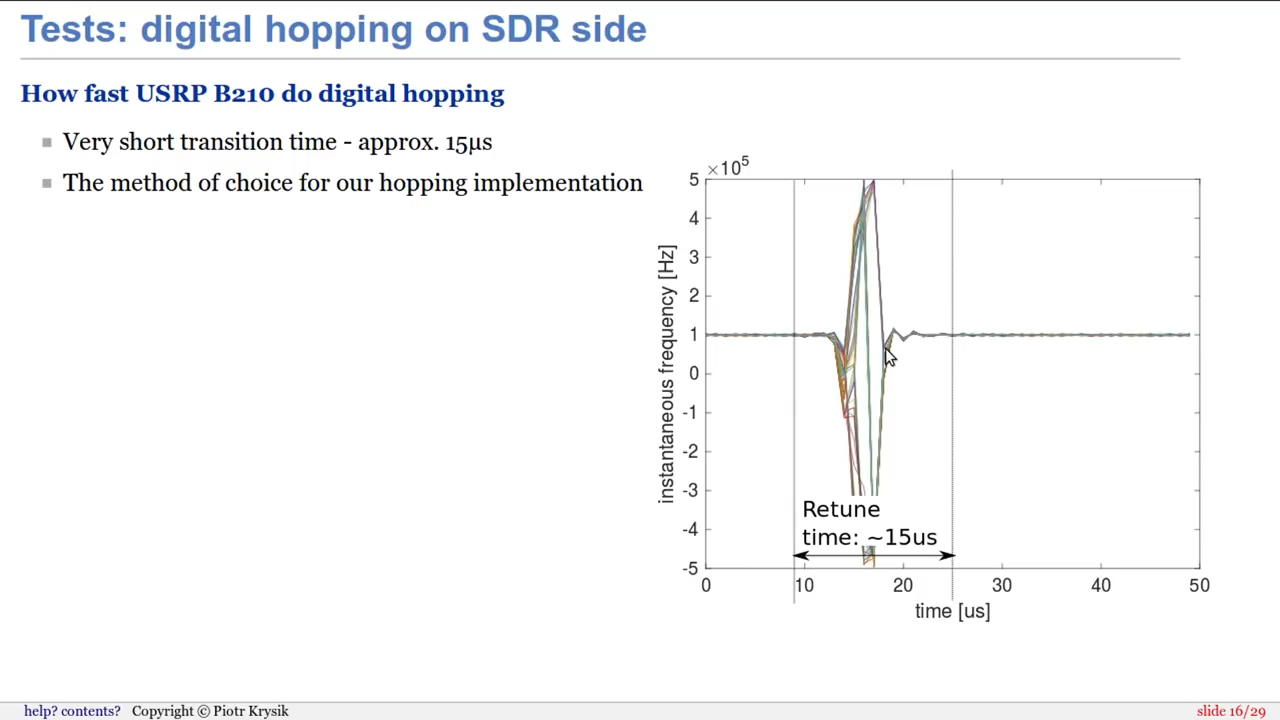 Tests: digital hopping on SDR side
How fast USRP B210 do digital hopping
Very short transition time - approx. 15μs
The method of choice for our hopping implementation
×10⁵
5
4
3
2
1
0
-1
-2
-3
-4
-5
instantaneous frequency [Hz]
Retune
time: ~15us
0 10 20 30 40 50
time [us]
help? contents? Copyright © Piotr Krysik slide 16/29